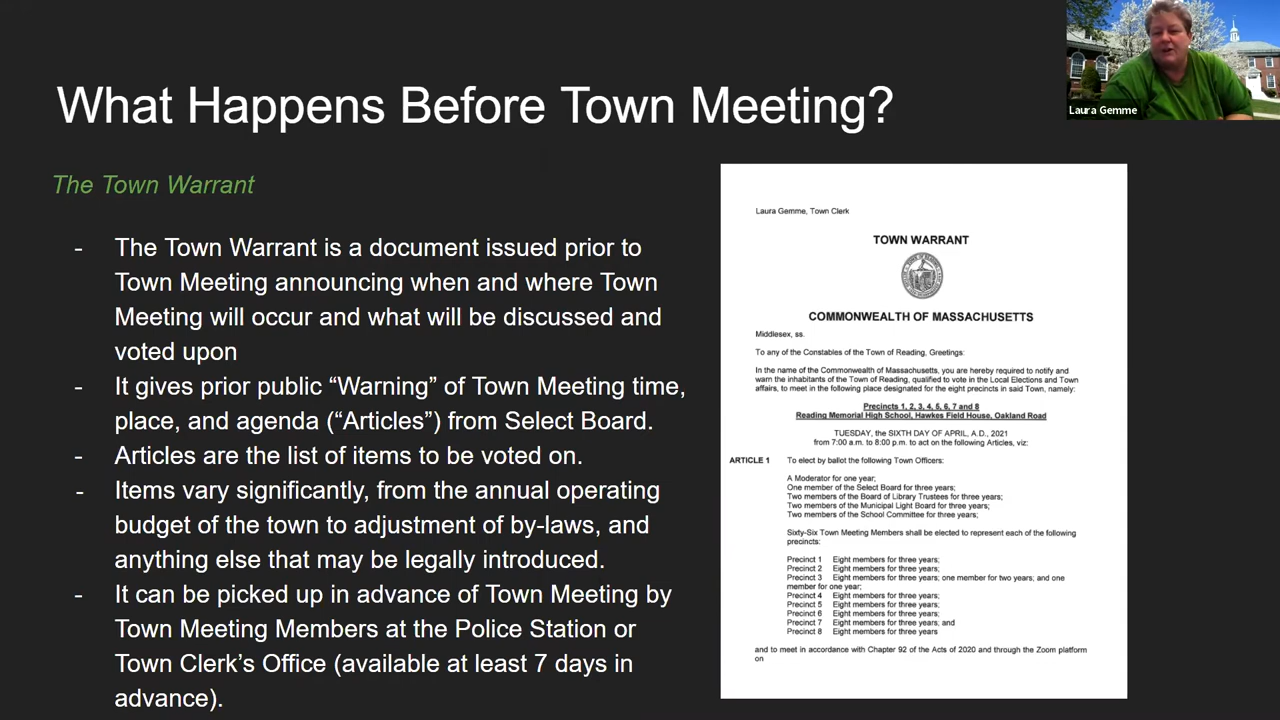 What Happens Before Town Meeting?
Laura Gemme
The Town Warrant
- The Town Warrant is a document issued prior to
Town Meeting announcing when and where Town
Meeting will occur and what will be discussed and
voted upon
- It gives prior public “Warning” of Town Meeting time,
place, and agenda (“Articles”) from Select Board.
- Articles are the list of items to be voted on.
- Items vary significantly, from the annual operating
budget of the town to adjustment of by-laws, and
anything else that may be legally introduced.
- It can be picked up in advance of Town Meeting by
Town Meeting Members at the Police Station or
Town Clerk’s Office (available at least 7 days in
advance).
Laura Gemme, Town Clerk
TOWN WARRANT
COMMONWEALTH OF MASSACHUSETTS
Middlesex, ss.
To any of the Constables of the Town of Reading, Greetings:
In the name of the Commonwealth of Massachusetts, you are hereby required to notify and
warn the inhabitants of the Town of Reading, qualified to vote in the Local Elections and Town
affairs, to meet in the following place designated for the eight precincts in said Town, namely:
Precincts 1, 2, 3, 4, 5, 6, 7 and 8
Reading Memorial High School, Hawkes Field House, Oakland Road
TUESDAY, the SIXTH DAY OF APRIL, A.D., 2021
from 7:00 a.m. to 8:00 p.m. to act on the following Articles, viz:
ARTICLE 1 To elect by ballot the following Town Officers:
A Moderator for one year;
One member of the Select Board for three years;
Two members of the Board of Library Trustees for three years;
Two members of the Municipal Light Board for three years;
Two members of the School Committee for three years;
Sixty-Six Town Meeting Members shall be elected to represent each of the following
precincts:
Precinct 1 Eight members for three years;
Precinct 2 Eight members for three years;
Precinct 3 Eight members for three years; one member for two years; and one
member for one year;
Precinct 4 Eight members for three years;
Precinct 5 Eight members for three years;
Precinct 6 Eight members for three years;
Precinct 7 Eight members for three years; and
Precinct 8 Eight members for three years
and to meet in accordance with Chapter 92 of the Acts of 2020 and through the Zoom platform
on